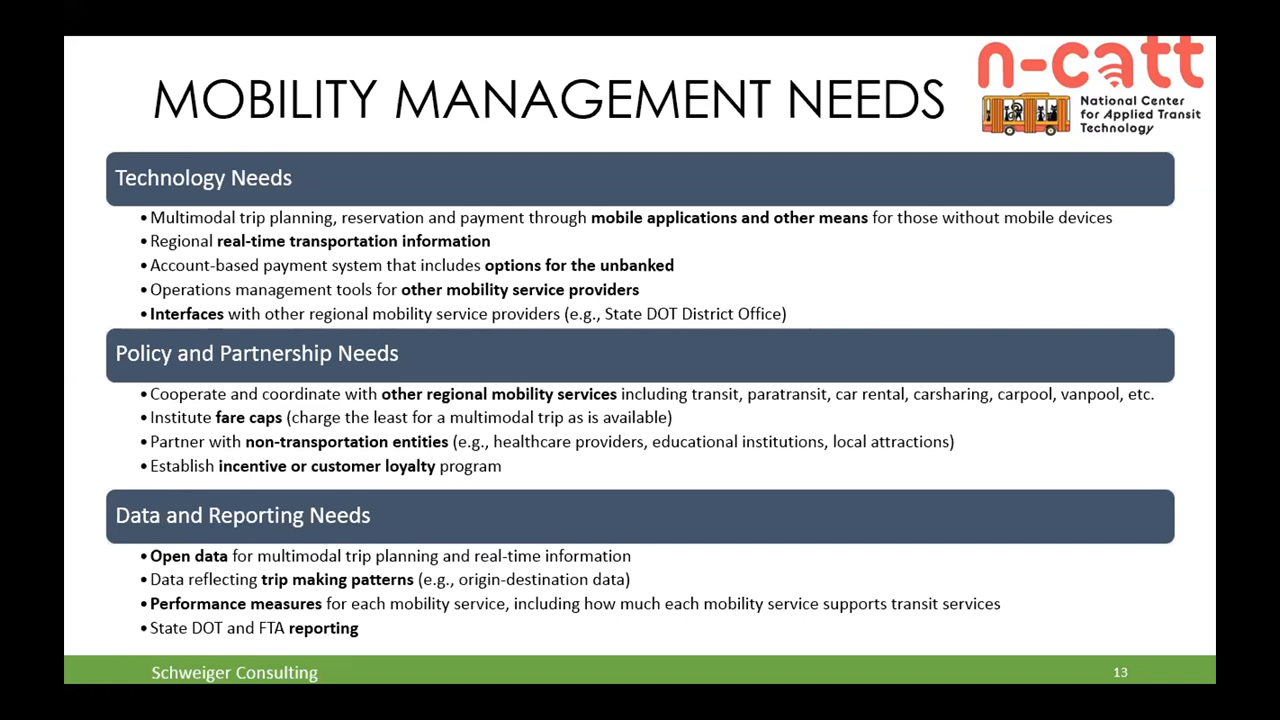 MOBILITY MANAGEMENT NEEDS
n-catt
National Center
for Applied Transit
Technology
Technology Needs
•Multimodal trip planning, reservation and payment through mobile applications and other means for those without mobile devices
•Regional real-time transportation information
•Account-based payment system that includes options for the unbanked
•Operations management tools for other mobility service providers
•Interfaces with other regional mobility service providers (e.g., State DOT District Office)
Policy and Partnership Needs
•Cooperate and coordinate with other regional mobility services including transit, paratransit, car rental, carsharing, carpool, vanpool, etc.
•Institute fare caps (charge the least for a multimodal trip as is available)
•Partner with non-transportation entities (e.g., healthcare providers, educational institutions, local attractions)
•Establish incentive or customer loyalty program
Data and Reporting Needs
•Open data for multimodal trip planning and real-time information
•Data reflecting trip making patterns (e.g., origin-destination data)
•Performance measures for each mobility service, including how much each mobility service supports transit services
•State DOT and FTA reporting
Schweiger Consulting
13